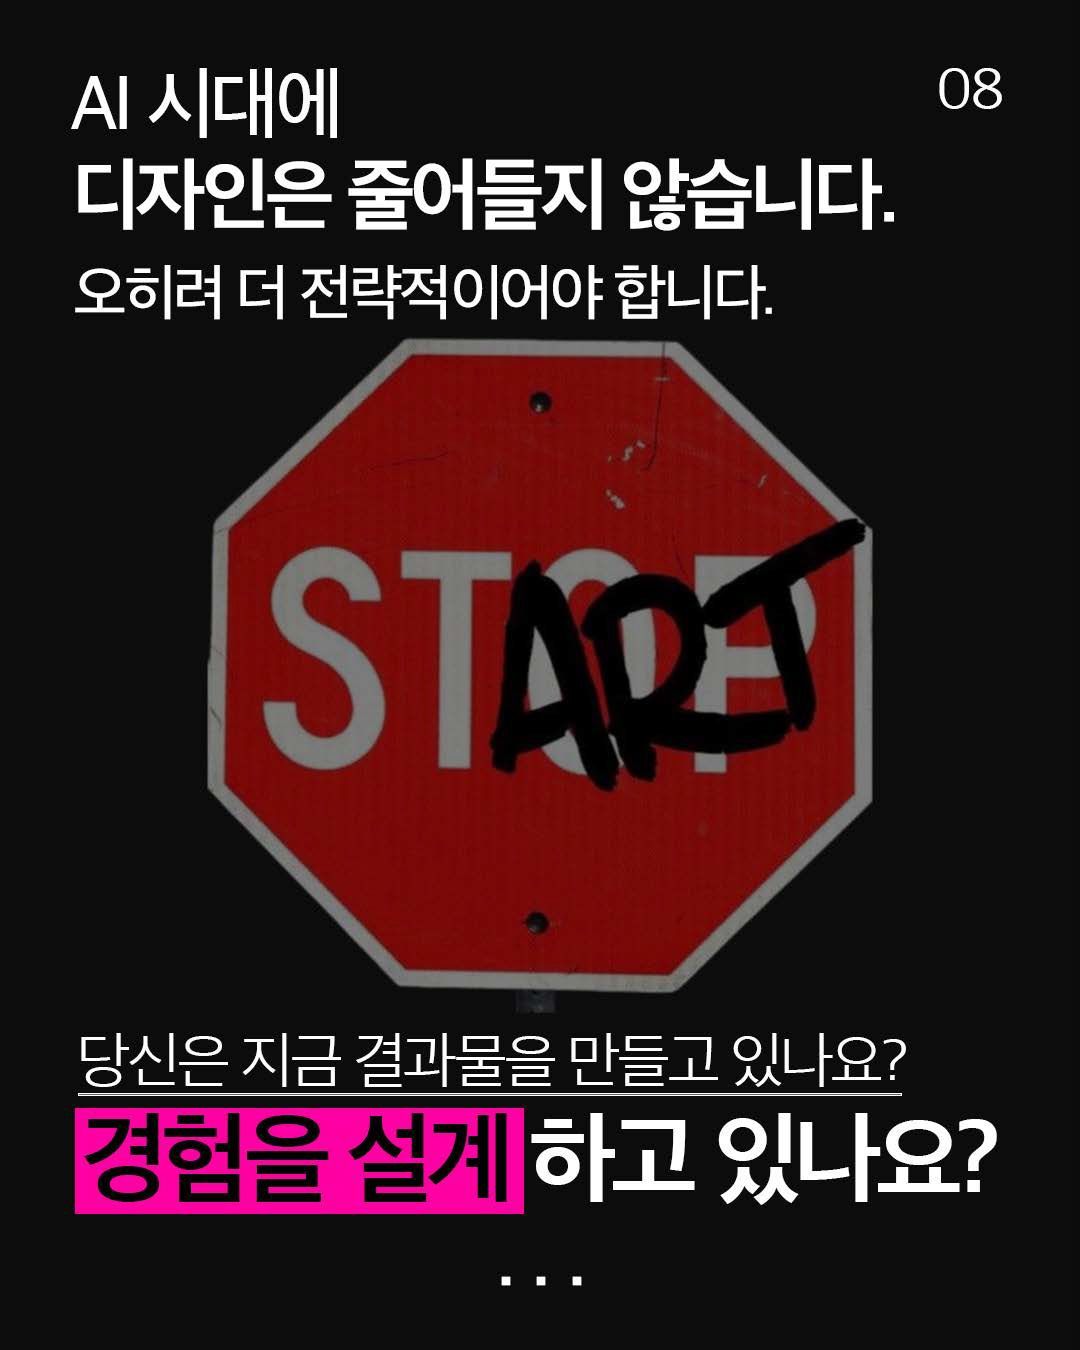 AI 시대에
08
디자인은 줄어들지 않습니다.
오히려 더 전략적이어야 합니다.
STOP
ART
당신은 지금 결과물을 만들고 있나요?
경험을 설계 하고 있나요?
...